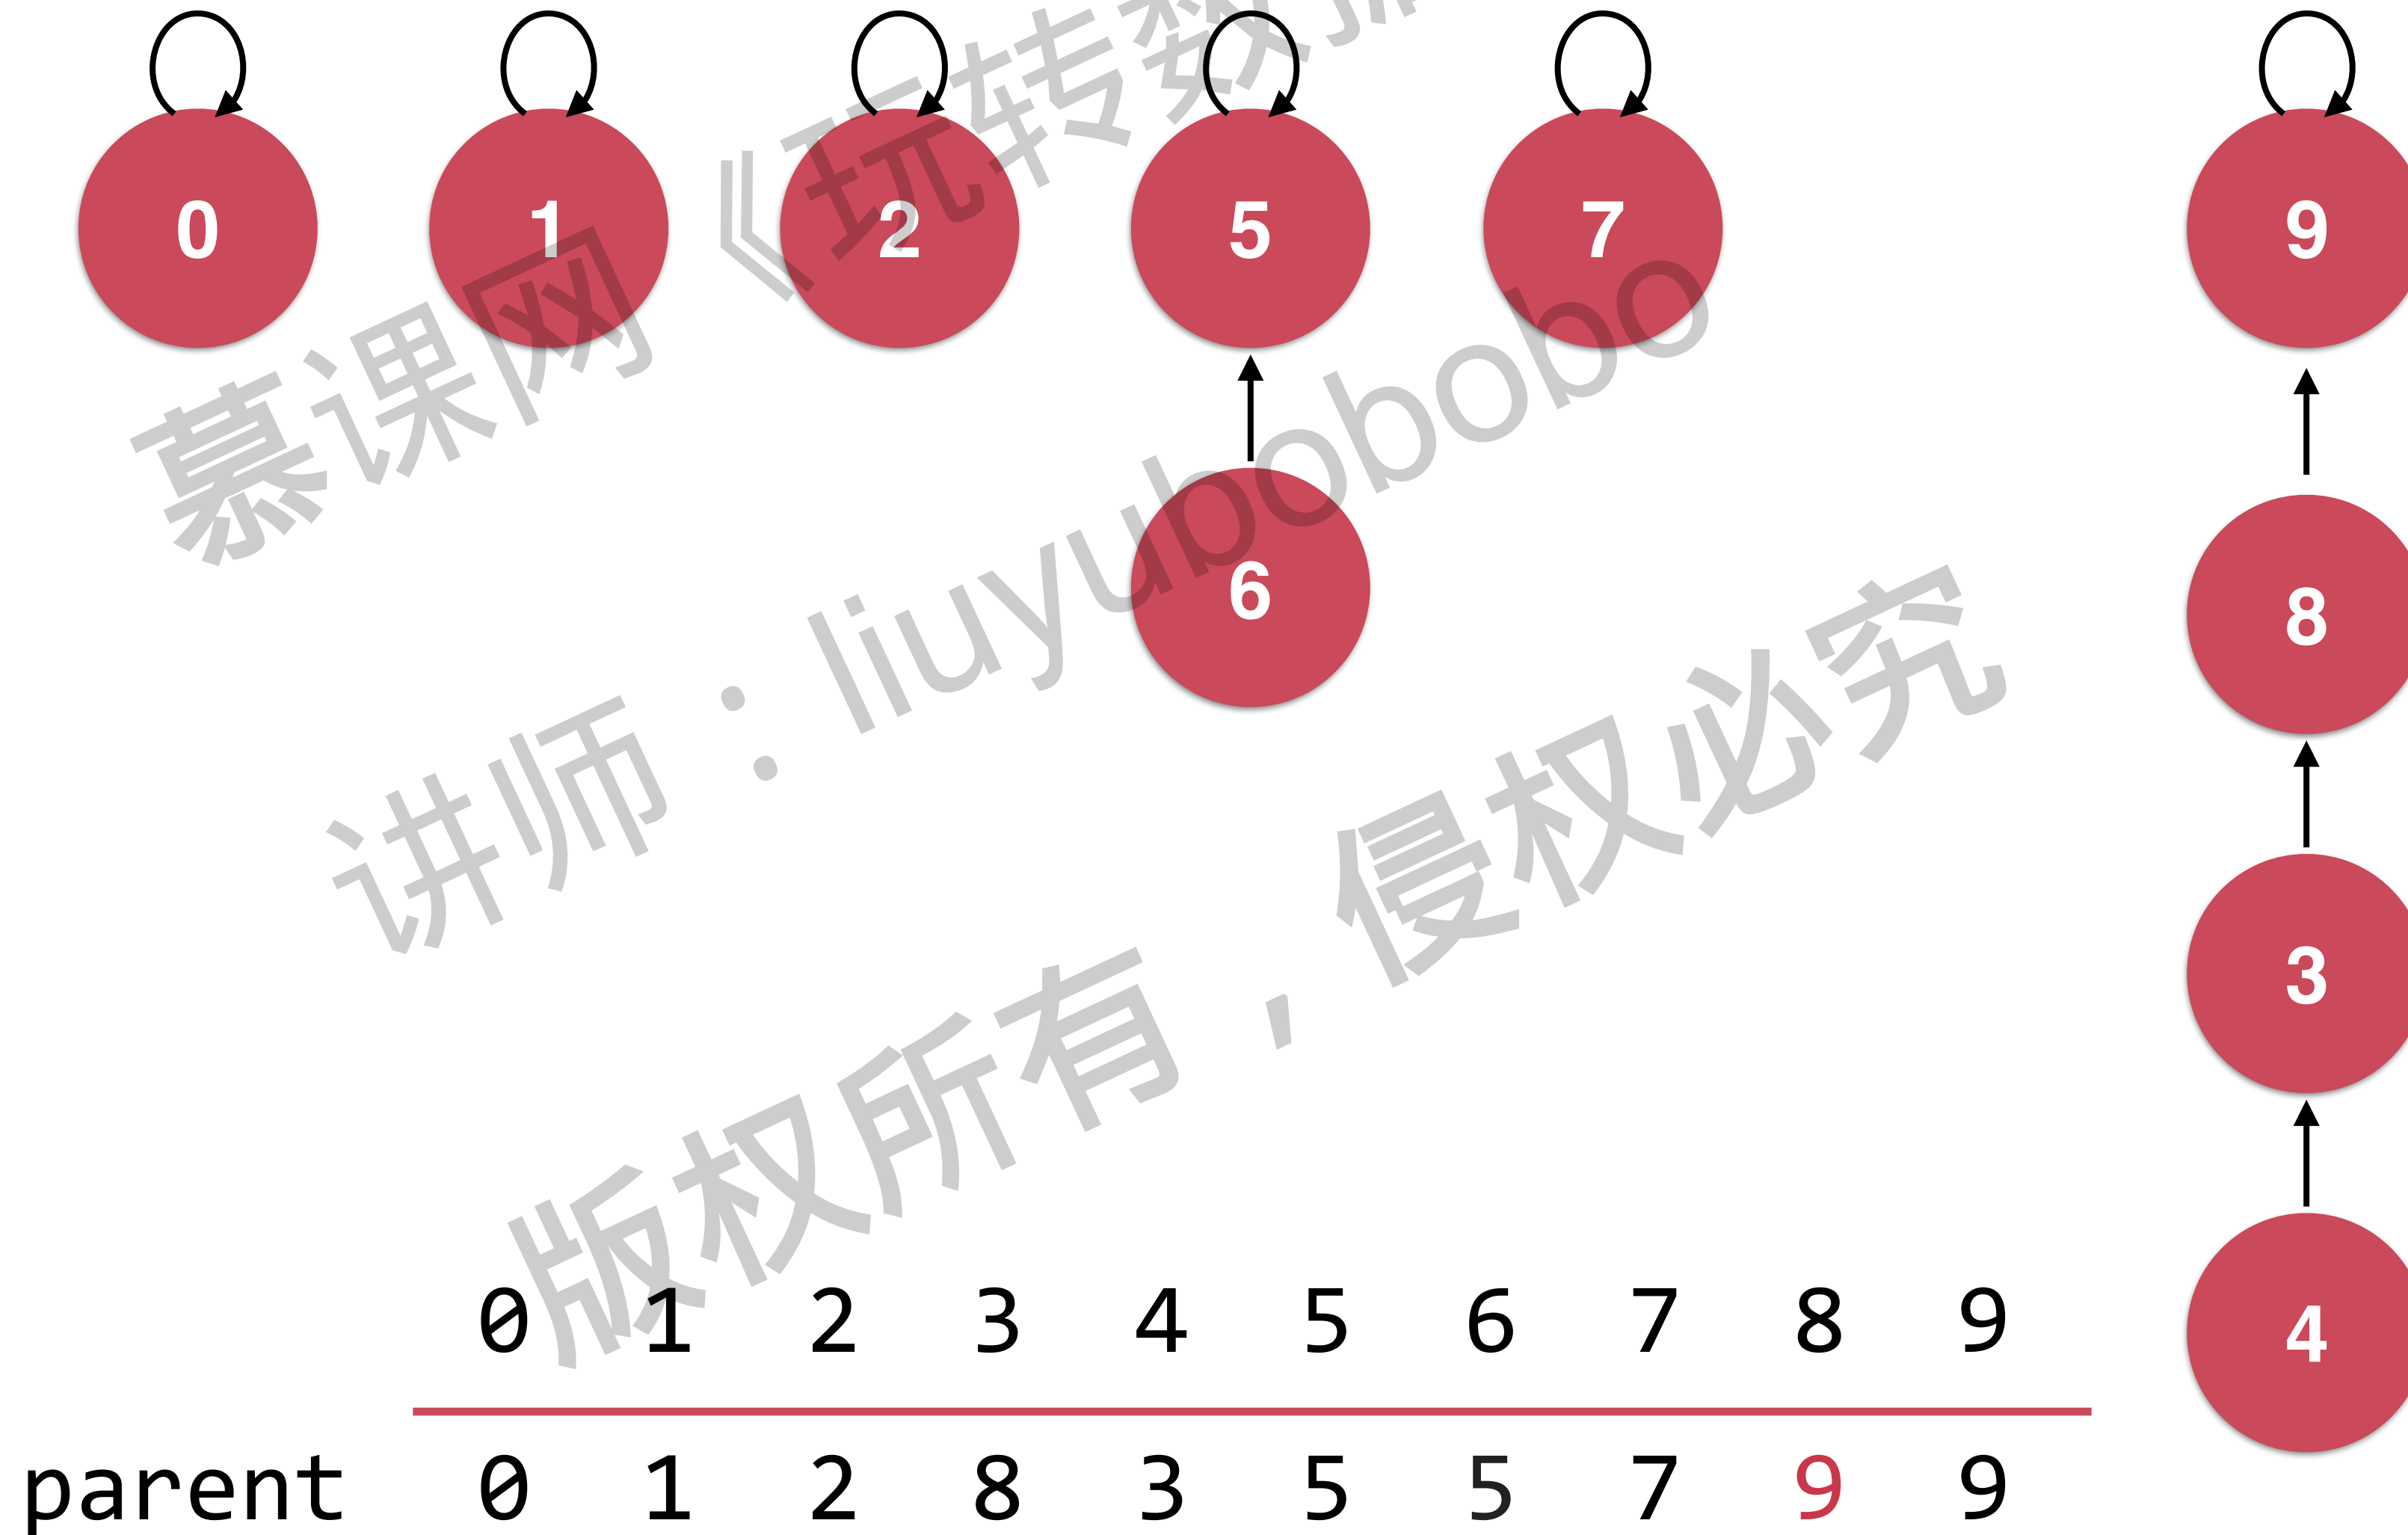 0 1 2 5 7 9
6
8
3
4
慕课网 《玩转数据
讲师：liuyubobobo
版权所有，侵权必究
0 1 2 3 4 5 6 7 8 9
parent 0 1 2 8 3 5 5 7 9 9